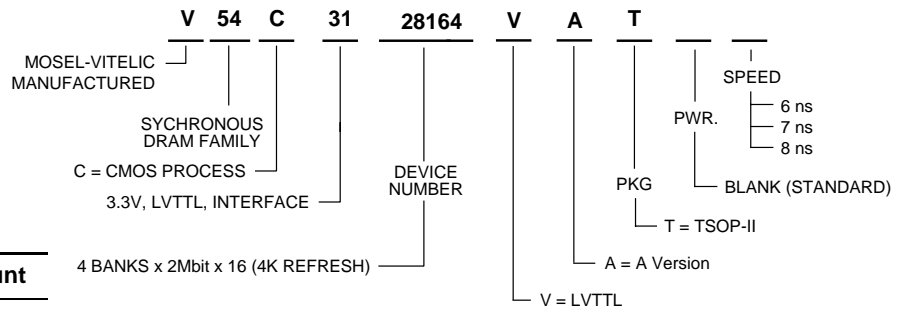 V 54 C 31 28164 V A T
MOSEL-VITELIC
MANUFACTURED
SYCHRONOUS
DRAM FAMILY
C = CMOS PROCESS
3.3V, LVTTL, INTERFACE
DEVICE
NUMBER
4 BANKS x 2Mbit x 16 (4K REFRESH)
V = LVTTL
A = A Version
PKG
T = TSOP-II
PWR.
BLANK (STANDARD)
SPEED
6 ns
7 ns
8 ns